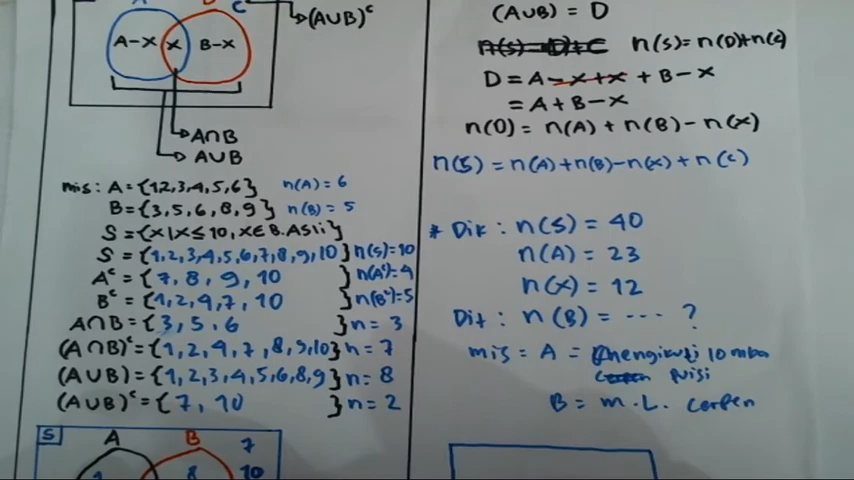 C
(A∪B)ᶜ
A-x x B-x
A∩B
A∪B
mis: A={1,2,3,4,5,6} n(A)=6
B={3,5,6,8,9} n(B)=5
S={x|x≤10, x∈B.Asli}
S={1,2,3,4,5,6,7,8,9,10} n(S)=10
Aᶜ={7,8,9,10} n(Aᶜ)=4
Bᶜ={1,2,4,7,10} n(Bᶜ)=5
A∩B={3,5,6} n=3
(A∩B)ᶜ={1,2,4,7,8,9,10} n=7
(A∪B)={1,2,3,4,5,6,8,9} n=8
(A∪B)ᶜ={7,10} n=2
S A B 7
8 10
(A∪B)=D
n(s)=D+C n(s)=n(D)+n(c)
D=A-x+x+B-x
=A+B-x
n(D)=n(A)+n(B)-n(x)
n(S)=n(A)+n(B)-n(x)+n(c)
* Dik: n(S)=40
n(A)=23
n(x)=12
Dit: n(B)=---- ?
mis = A = mengikuti lomba
puisi
B = m.L. cerpen